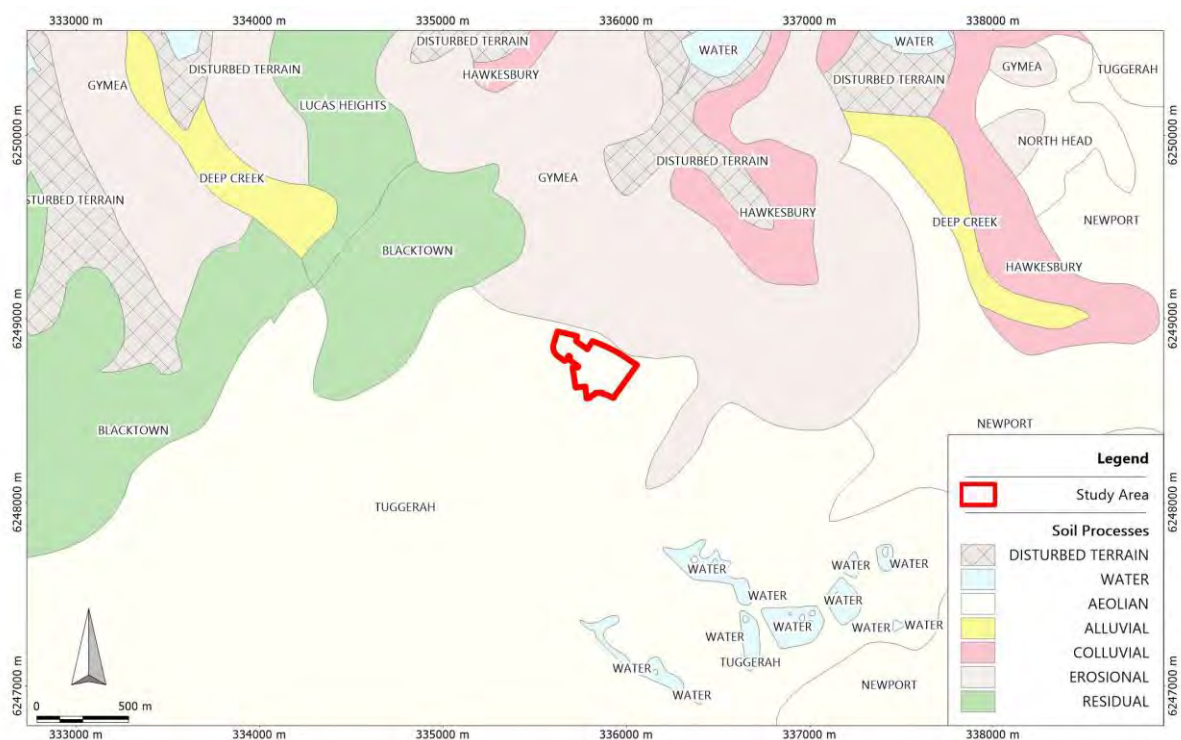 333000 m
334000 m
335000 m
336000 m
337000 m
338000 m
DISTURBED TERRAIN
WATER
WATER
DISTURBED TERRAIN
HAWKESBURY
DISTURBED TERRAIN
GYMEA
TUGGERAH
GYMEA
LUCAS HEIGHTS
6250000 m
6250000 m
NORTH HEAD
DISTURBED TERRAIN
DEEP CREEK
GYMEA
STURBED TERRAIN
HAWKESBURY
DEEP CREEK
NEWPORT
BLACKTOWN
HAWKESBURY
6249000 m
6249000 m
BLACKTOWN
NEWPORT
TUGGERAH
6248000 m
6248000 m
WATER
WATER
WATER
WATER
WATER
WATER
WATER
WATER
WATER
TUGGERAH
WATER
WATER
NEWPORT
6247000 m
6247000 m
Legend
Study Area
Soil Processes
DISTURBED TERRAIN
WATER
AEOLIAN
ALLUVIAL
COLLUVIAL
EROSIONAL
RESIDUAL
0 500 m
333000 m
334000 m
335000 m
336000 m
337000 m
338000 m